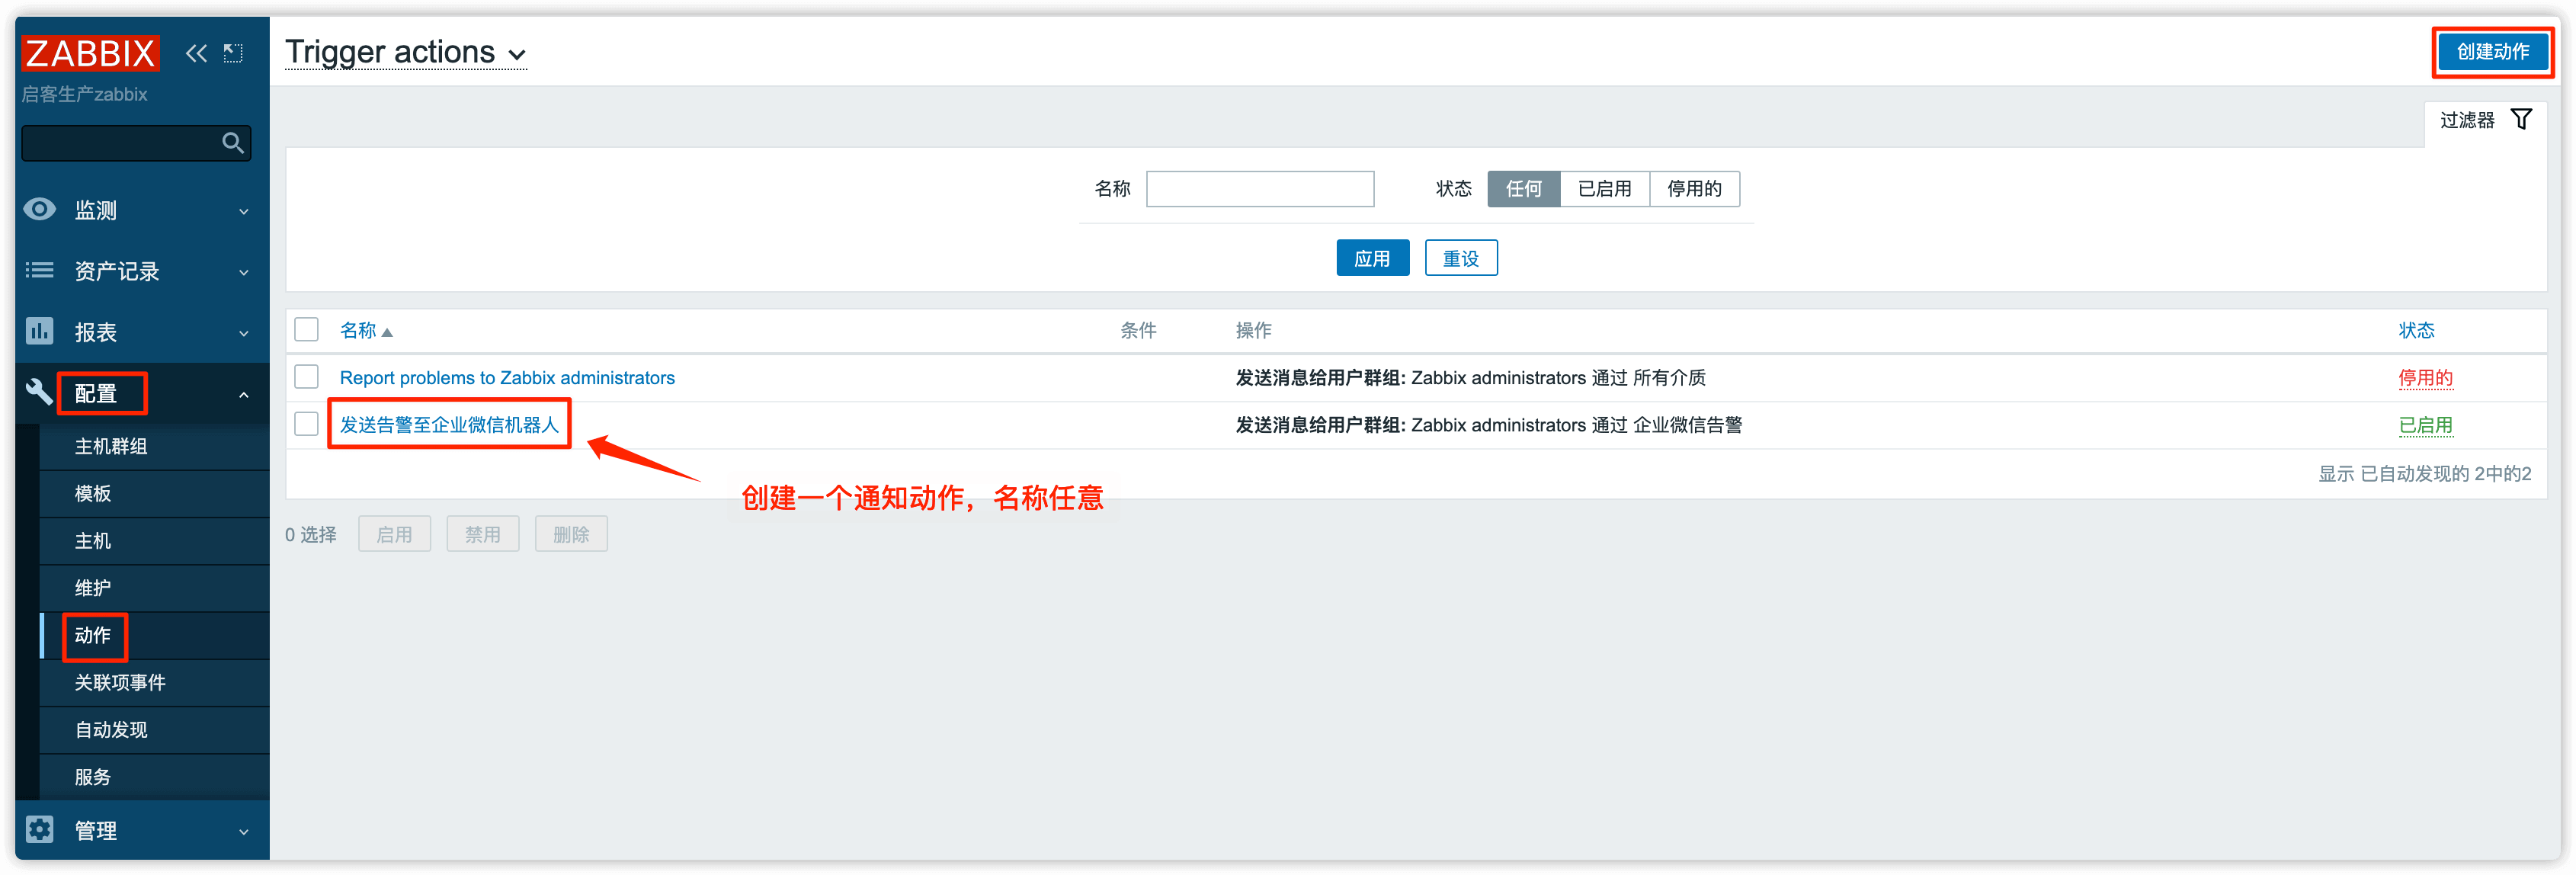 ZABBIX
启客生产zabbix
监测
资产记录
报表
配置
主机群组
模板
主机
维护
动作
关联项事件
自动发现
服务
管理
Trigger actions
创建动作
过滤器
名称
状态 任何 已启用 停用的
应用 重设
名称 条件 操作 状态
Report problems to Zabbix administrators 发送消息给用户群组: Zabbix administrators 通过 所有介质 停用的
发送告警至企业微信机器人 发送消息给用户群组: Zabbix administrators 通过 企业微信告警 已启用
显示 已自动发现的 2中的2
创建一个通知动作，名称任意
0 选择 启用 禁用 删除